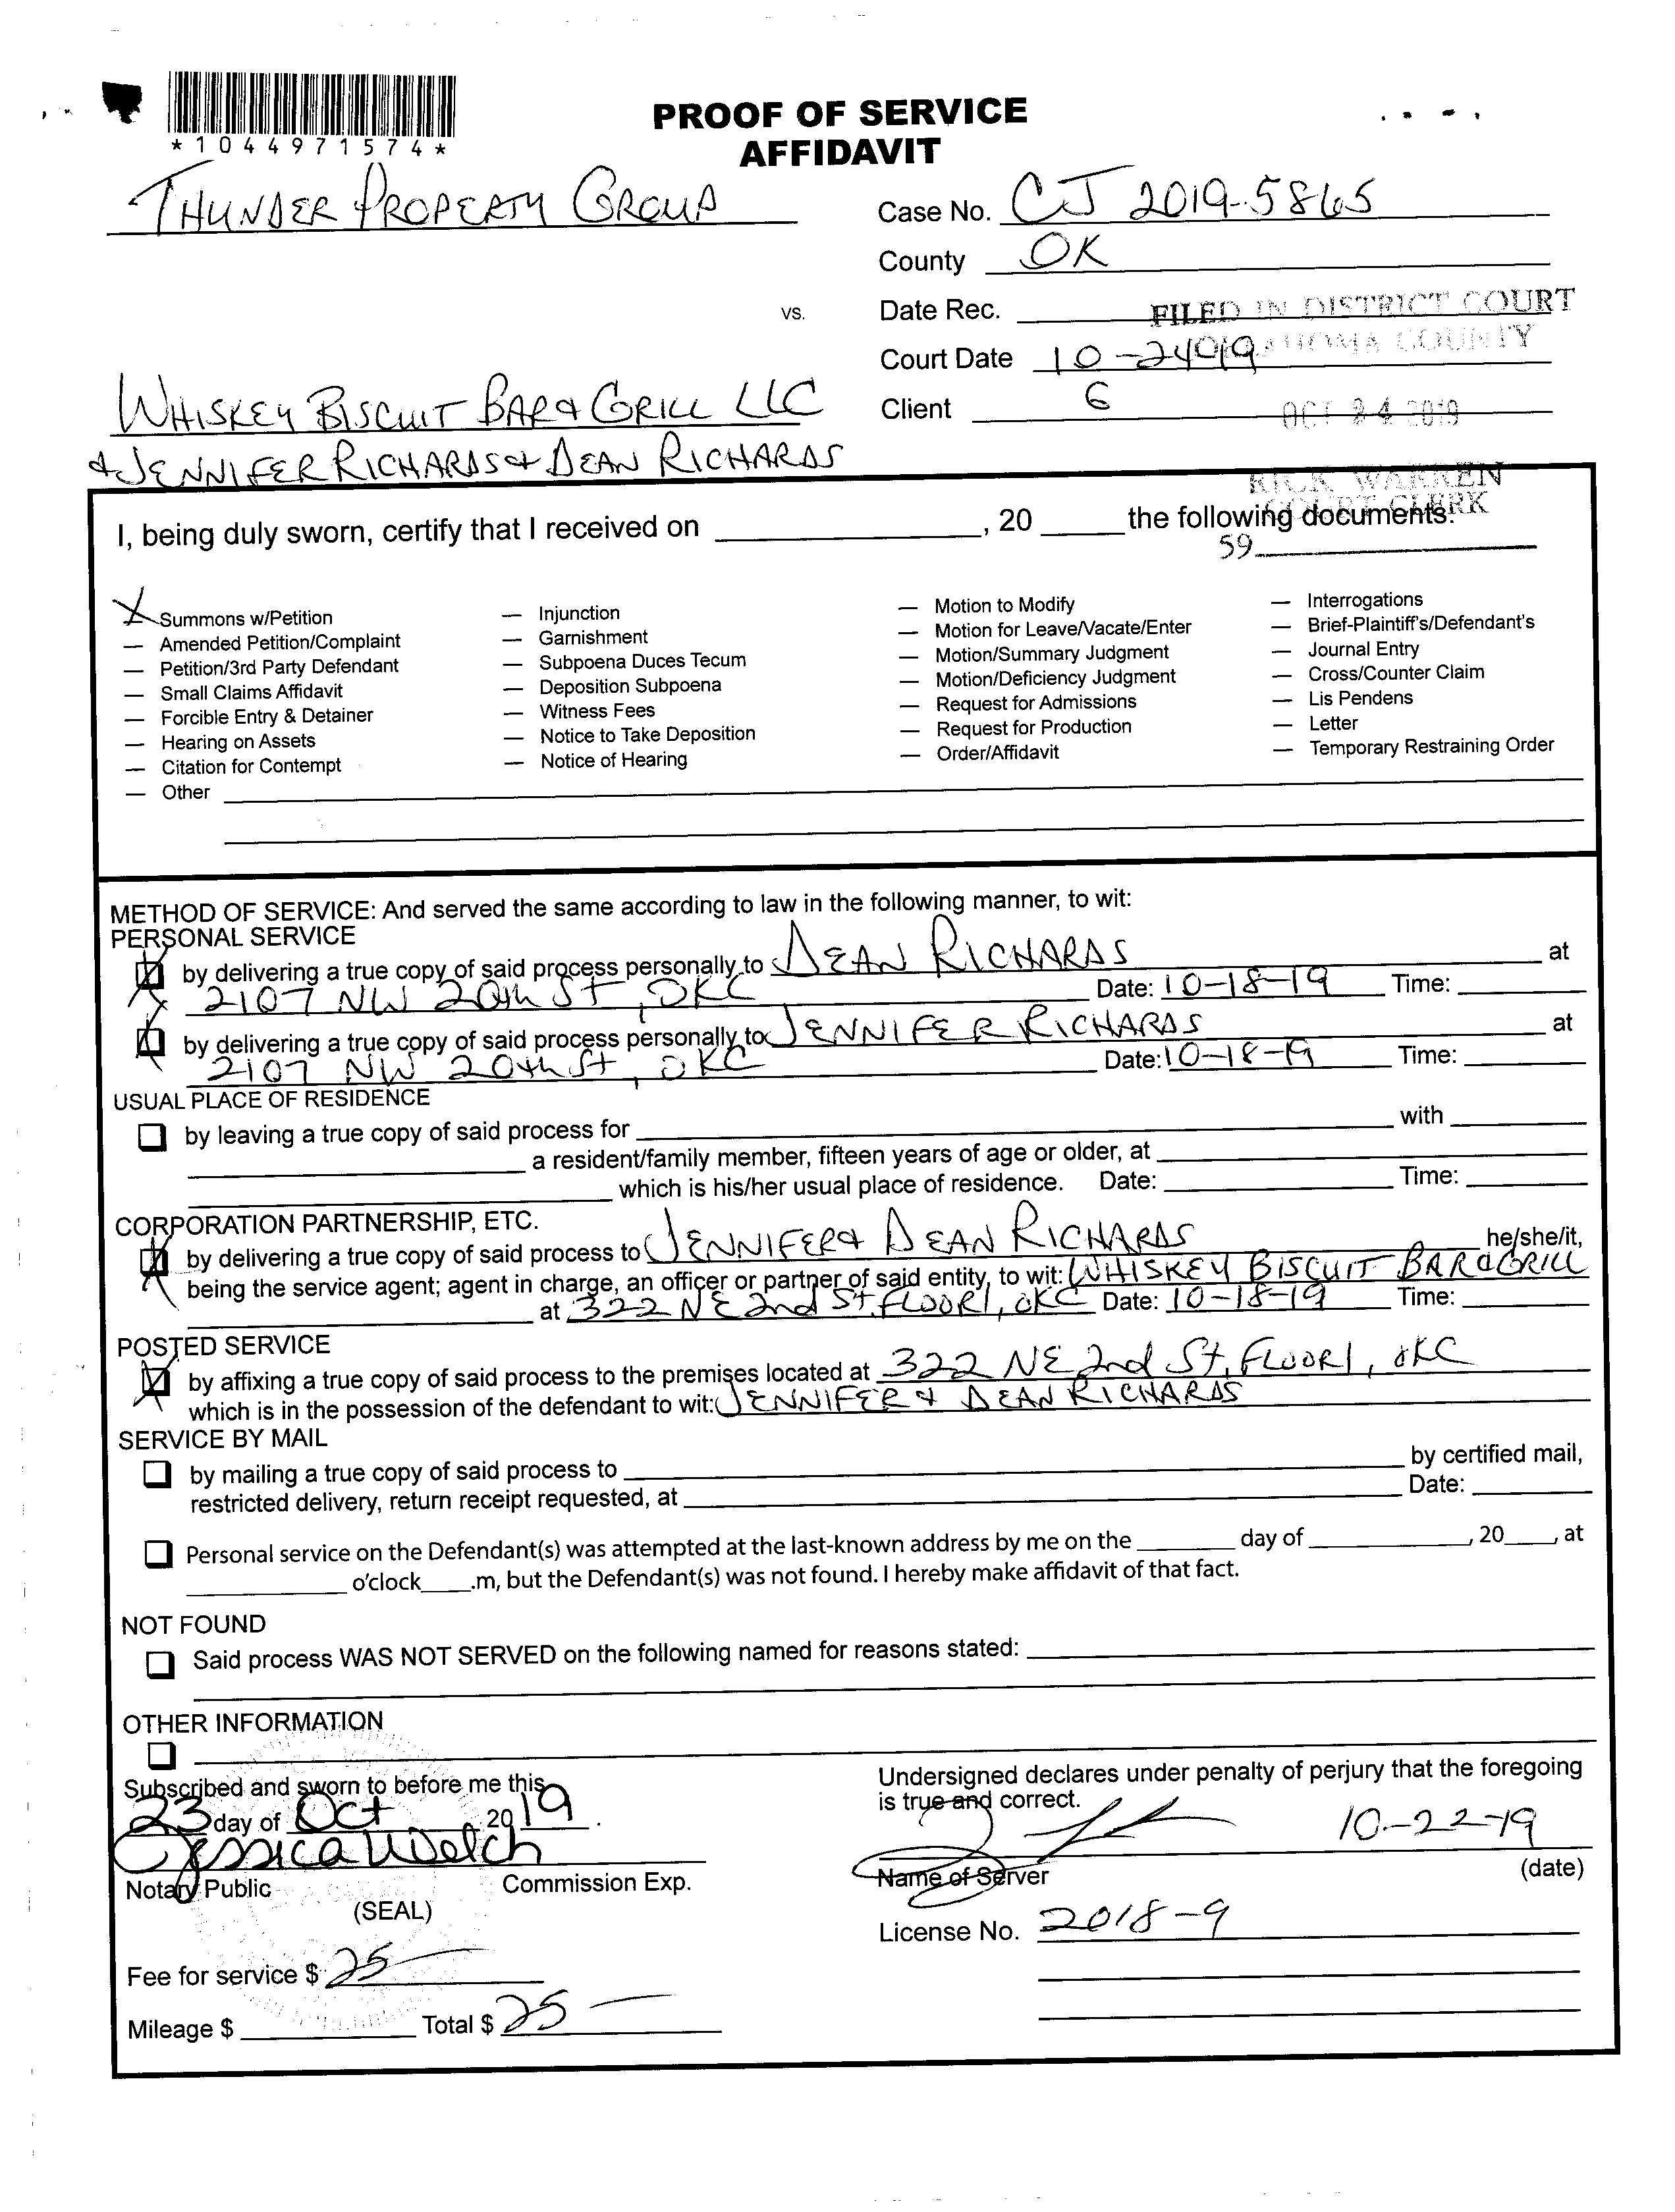 *1044971574*
PROOF OF SERVICE
AFFIDAVIT
THUNDER PROPERTY GROUP
Case No. CJ 2019-5865
County OK
vs.
Date Rec.
FILED IN DISTRICT COURT
OKLAHOMA COUNTY
Court Date 10-24-19
WHISKEY BISCUIT BAR & GRILL LLC
Client 6
OCT 24 2019
& JENNIFER RICHARDS & DEAN RICHARDS
RICK WARREN
COURT CLERK
I, being duly sworn, certify that I received on ________, 20 ____ the following documents:
59
X Summons w/Petition
— Amended Petition/Complaint
— Petition/3rd Party Defendant
— Small Claims Affidavit
— Forcible Entry & Detainer
— Hearing on Assets
— Citation for Contempt
— Other
— Injunction
— Garnishment
— Subpoena Duces Tecum
— Deposition Subpoena
— Witness Fees
— Notice to Take Deposition
— Notice of Hearing
— Motion to Modify
— Motion for Leave/Vacate/Enter
— Motion/Summary Judgment
— Motion/Deficiency Judgment
— Request for Admissions
— Request for Production
— Order/Affidavit
— Interrogations
— Brief-Plaintiff's/Defendant's
— Journal Entry
— Cross/Counter Claim
— Lis Pendens
— Letter
— Temporary Restraining Order
METHOD OF SERVICE: And served the same according to law in the following manner, to wit:
PERSONAL SERVICE
by delivering a true copy of said process personally to DEAN RICHARDS at
2107 NW 20th St, OKC Date: 10-18-19 Time:
by delivering a true copy of said process personally to JENNIFER RICHARDS at
2107 NW 20th St, OKC Date: 10-18-19 Time:
USUAL PLACE OF RESIDENCE
by leaving a true copy of said process for ________ with ________
________ a resident/family member, fifteen years of age or older, at ________
________ which is his/her usual place of residence. Date: ________ Time: ________
CORPORATION PARTNERSHIP, ETC.
by delivering a true copy of said process to JENNIFER & DEAN RICHARDS he/she/it,
being the service agent; agent in charge, an officer or partner of said entity, to wit: WHISKEY BISCUIT BAR & GRILL
at 322 NE 2nd St, FLOOR 1, OKC Date: 10-18-19 Time:
POSTED SERVICE
by affixing a true copy of said process to the premises located at 322 NE 2nd St, FLOOR 1, OKC
which is in the possession of the defendant to wit: JENNIFER & DEAN RICHARDS
SERVICE BY MAIL
by mailing a true copy of said process to ________ by certified mail,
restricted delivery, return receipt requested, at ________ Date: ________
Personal service on the Defendant(s) was attempted at the last-known address by me on the ____ day of ________, 20____, at
________ o'clock____.m, but the Defendant(s) was not found. I hereby make affidavit of that fact.
NOT FOUND
Said process WAS NOT SERVED on the following named for reasons stated: ________
OTHER INFORMATION
Subscribed and sworn to before me this
23 day of Oct 2019.
Jessica Welch
Notary Public Commission Exp.
(SEAL)
Fee for service $ 25
Mileage $ ________ Total $ 25
Undersigned declares under penalty of perjury that the foregoing
is true and correct.
10-22-19
Name of Server (date)
License No. 2018-9